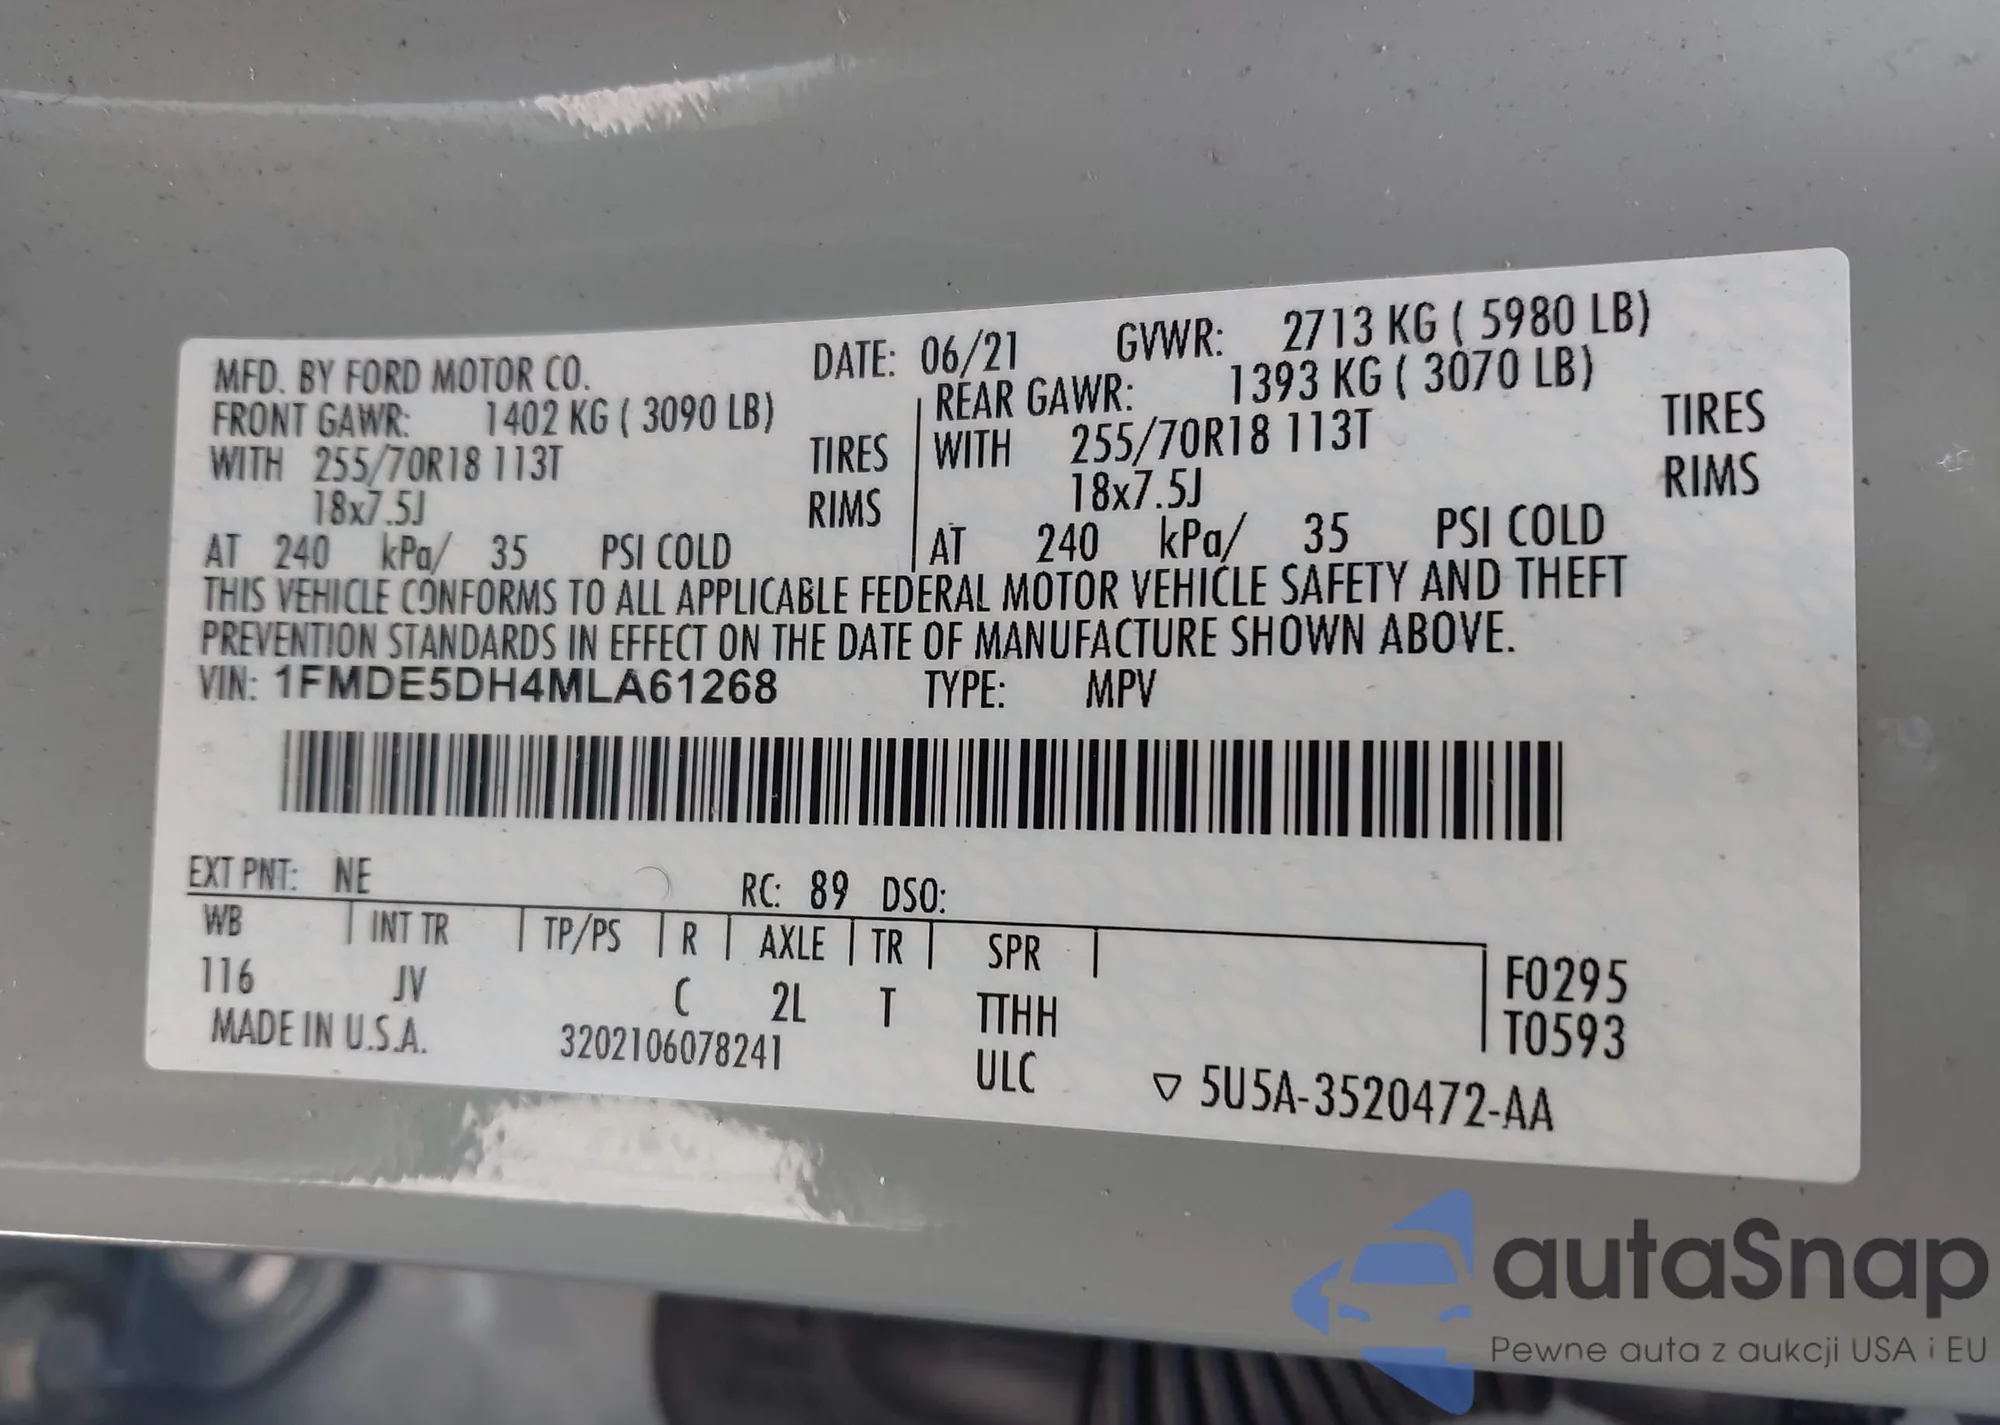 MFD. BY FORD MOTOR CO. DATE: 06/21 GVWR: 2713 KG ( 5980 LB)
FRONT GAWR: 1402 KG ( 3090 LB) REAR GAWR: 1393 KG ( 3070 LB)
WITH 255/70R18 113T TIRES WITH 255/70R18 113T TIRES
18x7.5J RIMS 18x7.5J RIMS
AT 240 kPa/ 35 PSI COLD AT 240 kPa/ 35 PSI COLD
THIS VEHICLE CONFORMS TO ALL APPLICABLE FEDERAL MOTOR VEHICLE SAFETY AND THEFT
PREVENTION STANDARDS IN EFFECT ON THE DATE OF MANUFACTURE SHOWN ABOVE.
VIN: 1FMDE5DH4MLA61268 TYPE: MPV
EXT PNT: NE RC: 89 DSO:
WB INT TR TP/PS R AXLE TR SPR
116 JV C 2L T TTHH F0295
MADE IN U.S.A. 3202106078241 ULC T0593
▽ 5U5A-3520472-AA
autaSnap
Pewne auta z aukcji USA i EU